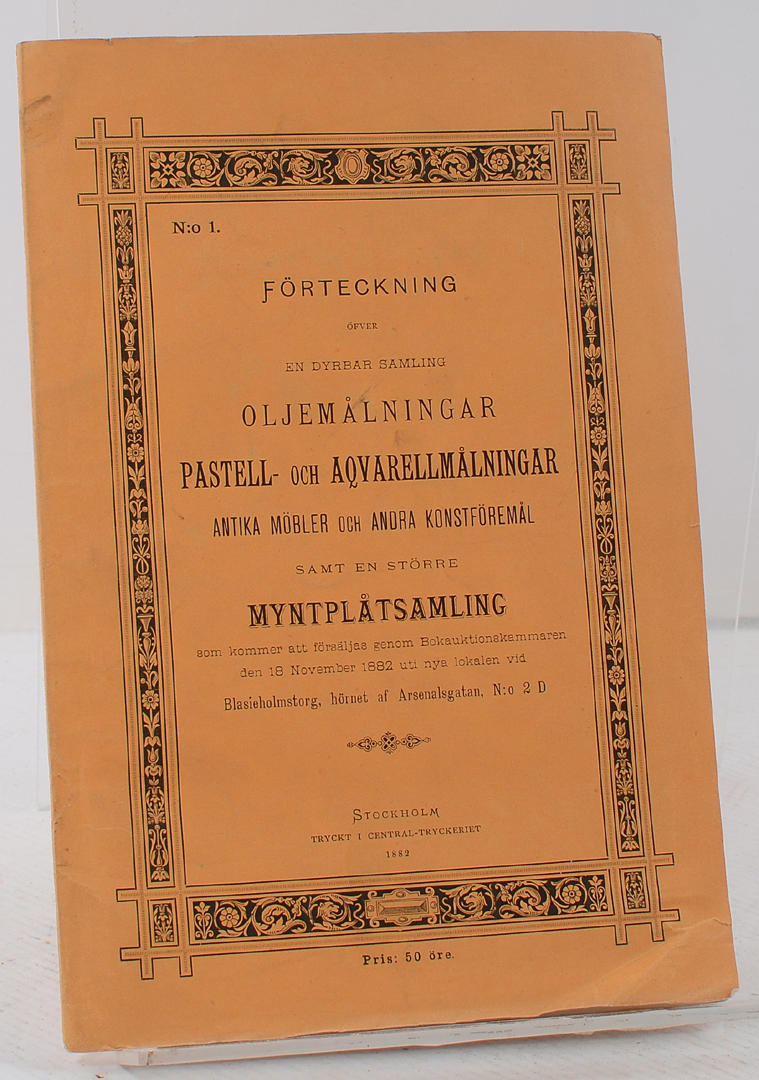 N:o 1.
FÖRTECKNING
ÖFVER
EN DYRBAR SAMLING
OLJEMÅLNINGAR
PASTELL- OCH AQVARELLMÅLNINGAR
ANTIKA MÖBLER OCH ANDRA KONSTFÖREMÅL
SAMT EN STÖRRE
MYNTPLÅTSAMLING
som kommer att försäljas genom Bokauktionskammaren
den 18 November 1882 uti nya lokalen vid
Blasieholmstorg, hörnet af Arsenalsgatan, N:o 2 D
STOCKHOLM
TRYCKT I CENTRAL-TRYCKERIET
1882
Pris: 50 öre.